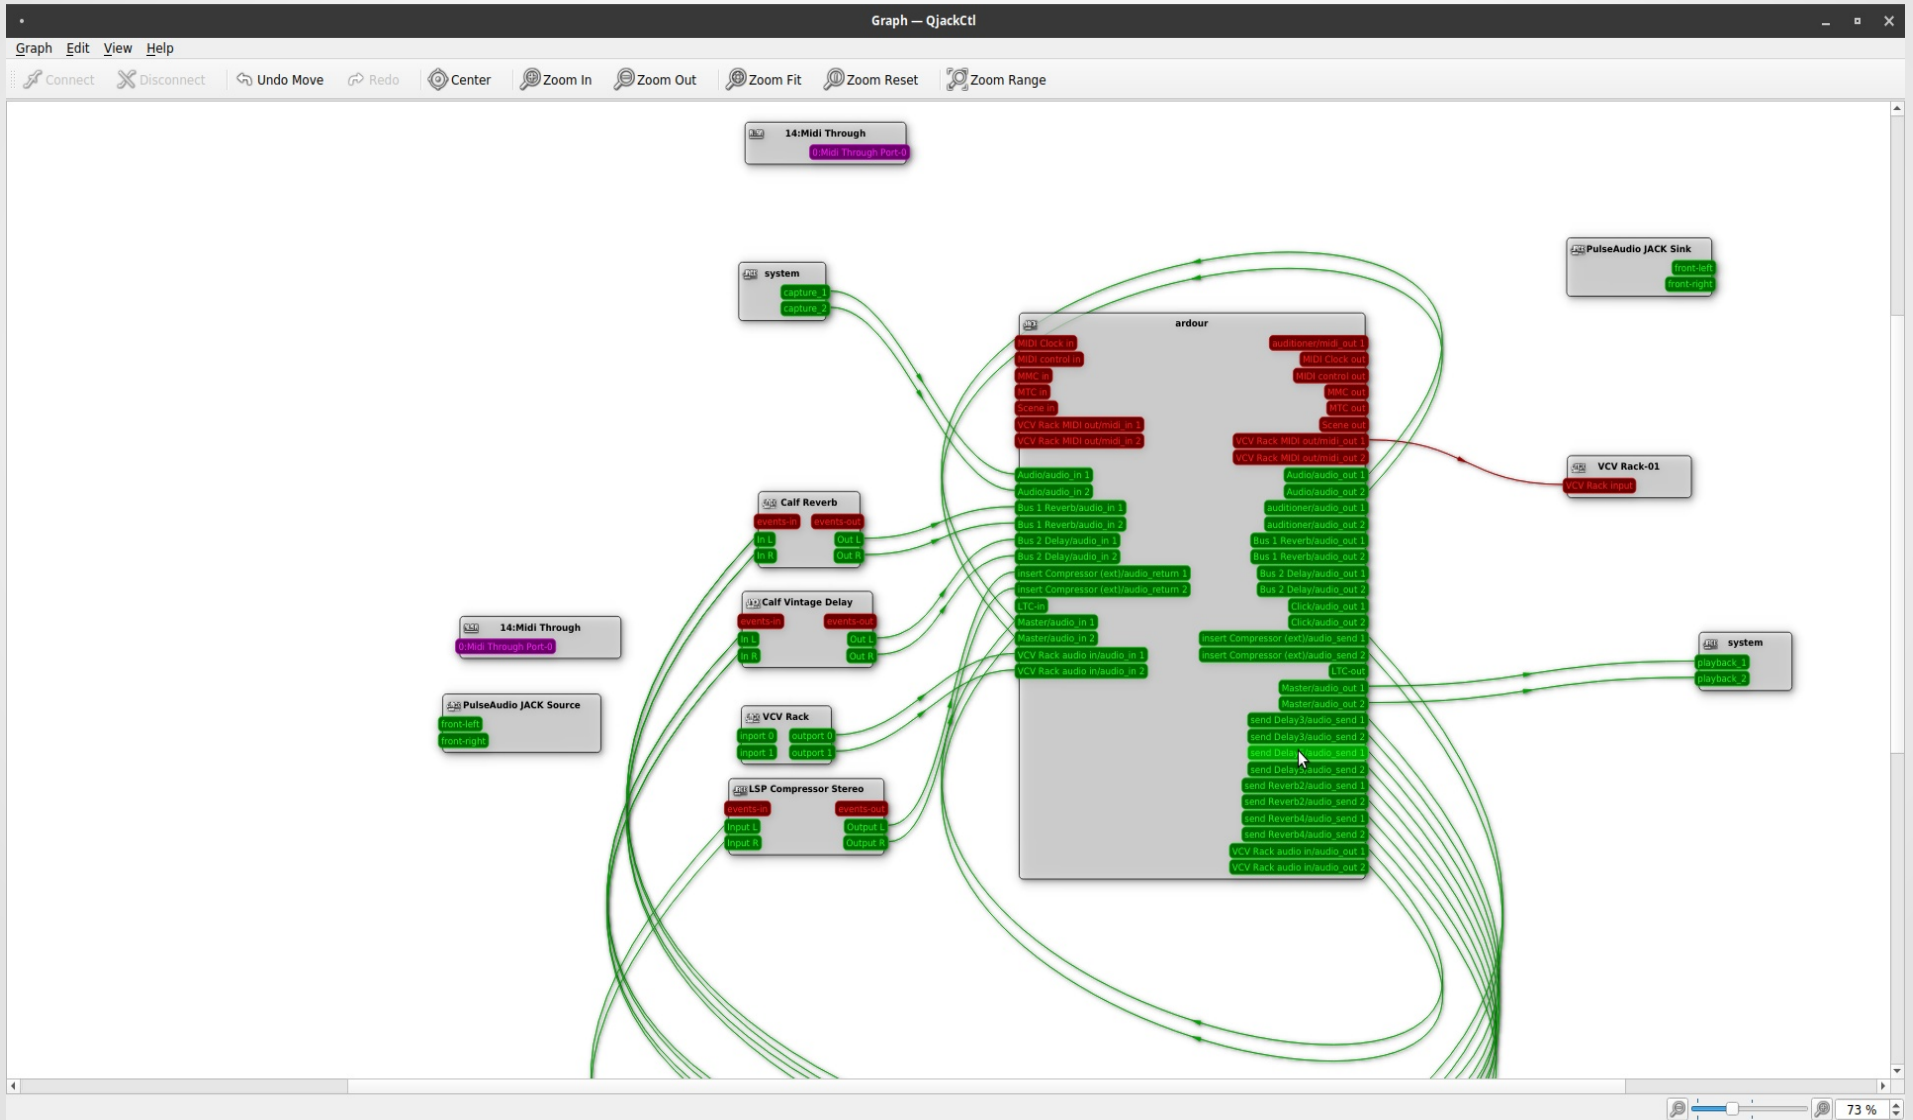 Graph — QjackCtl
Graph Edit View Help
Connect Disconnect Undo Move Redo Center Zoom In Zoom Out Zoom Fit Zoom Reset Zoom Range
14:Midi Through
0:Midi Through Port-0
system
capture_1
capture_2
Calf Reverb
events-in events-out
In L Out L
In R Out R
Calf Vintage Delay
events-in events-out
In L Out L
In R Out R
14:Midi Through
0:Midi Through Port-0
PulseAudio JACK Source
front-left
front-right
VCV Rack
inport 0 outport 0
inport 1 outport 1
LSP Compressor Stereo
events-in events-out
Input L Output L
Input R Output R
ardour
MIDI Clock in
MIDI control in
MMC in
MTC in
Scene in
VCV Rack MIDI out/midi_in 1
VCV Rack MIDI out/midi_in 2
Audio/audio_in 1
Audio/audio_in 2
Bus 1 Reverb/audio_in 1
Bus 1 Reverb/audio_in 2
Bus 2 Delay/audio_in 1
Bus 2 Delay/audio_in 2
insert Compressor (ext)/audio_return 1
insert Compressor (ext)/audio_return 2
LTC-in
Master/audio_in 1
Master/audio_in 2
VCV Rack audio in/audio_in 1
VCV Rack audio in/audio_in 2
auditioner/midi_out 1
MIDI Clock out
MIDI control out
MMC out
MTC out
Scene out
VCV Rack MIDI out/midi_out 1
VCV Rack MIDI out/midi_out 2
Audio/audio_out 1
Audio/audio_out 2
auditioner/audio_out 1
auditioner/audio_out 2
Bus 1 Reverb/audio_out 1
Bus 1 Reverb/audio_out 2
Bus 2 Delay/audio_out 1
Bus 2 Delay/audio_out 2
Click/audio_out 1
Click/audio_out 2
insert Compressor (ext)/audio_send 1
insert Compressor (ext)/audio_send 2
LTC-out
Master/audio_out 1
Master/audio_out 2
send Delay3/audio_send 1
send Delay3/audio_send 2
send audio_send 1
send audio_send 2
send Reverb2/audio_send 1
send Reverb2/audio_send 2
send Reverb4/audio_send 1
send Reverb4/audio_send 2
VCV Rack audio in/audio_out 1
VCV Rack audio in/audio_out 2
PulseAudio JACK Sink
front-left
front-right
VCV Rack-01
VCV Rack input
system
playback_1
playback_2
73 %